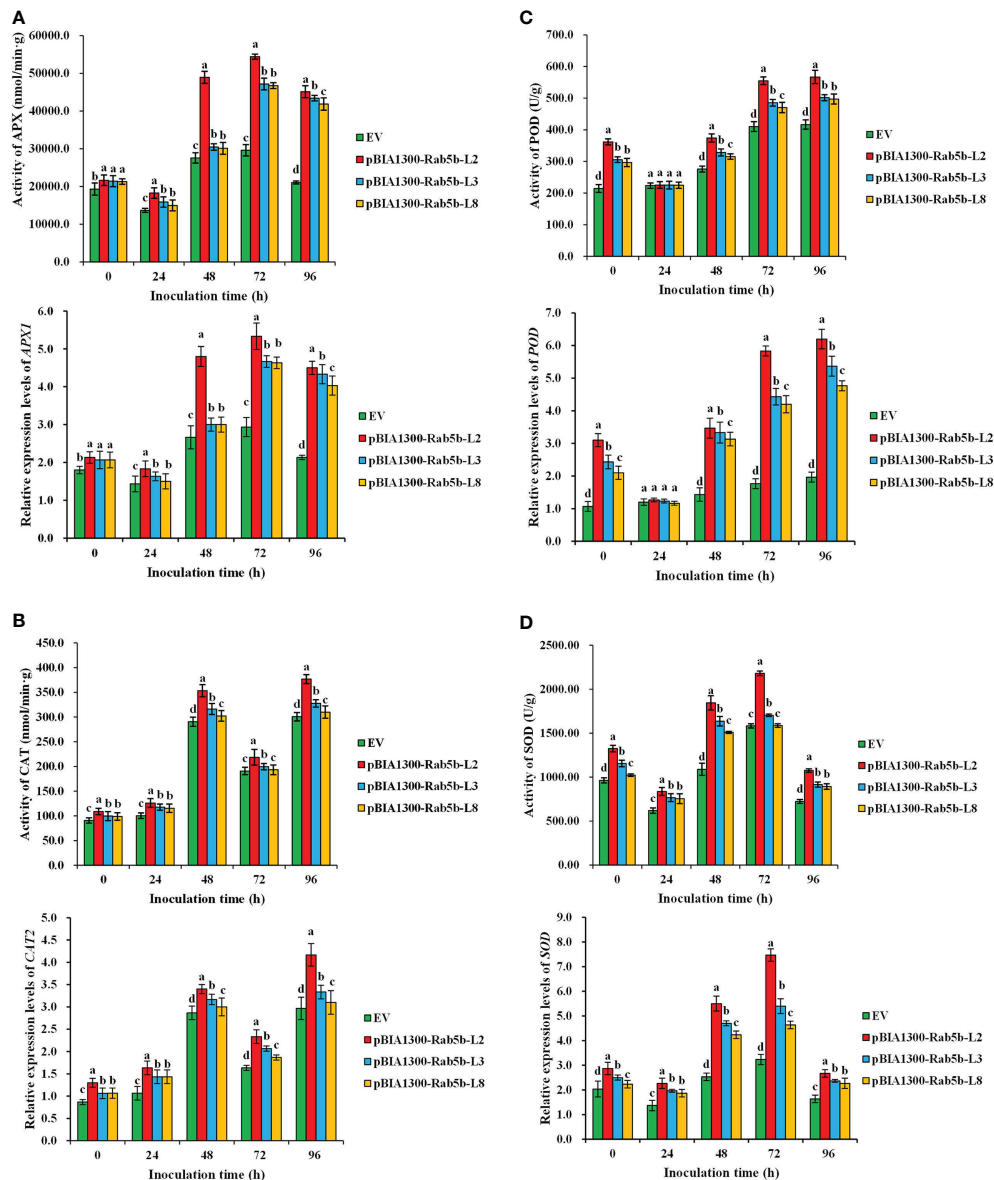 A
Activity of APX (nmol/min·g)
60000.0
50000.0
40000.0
30000.0
20000.0
10000.0
0.0
b a a a
c a b b
c a b b
c a b b
d a b c
0 24 48 72 96
Inoculation time (h)
EV
pBIA1300-Rab5b-L2
pBIA1300-Rab5b-L3
pBIA1300-Rab5b-L8
Relative expression levels of APX1
6.0
5.0
4.0
3.0
2.0
1.0
0.0
b a a a
c a b b
c a b b
c a b b
d a b c
0 24 48 72 96
Inoculation time (h)
EV
pBIA1300-Rab5b-L2
pBIA1300-Rab5b-L3
pBIA1300-Rab5b-L8
C
Activity of POD (U/g)
700.0
600.0
500.0
400.0
300.0
200.0
100.0
0.0
d a b c
a a a a
d a b c
d a b c
d a b c
0 24 48 72 96
Inoculation time (h)
EV
pBIA1300-Rab5b-L2
pBIA1300-Rab5b-L3
pBIA1300-Rab5b-L8
Relative expression levels of POD
7.0
6.0
5.0
4.0
3.0
2.0
1.0
0.0
d a b c
a a a a
d a b c
d a b c
d a b c
0 24 48 72 96
Inoculation time (h)
EV
pBIA1300-Rab5b-L2
pBIA1300-Rab5b-L3
pBIA1300-Rab5b-L8
B
Activity of CAT (nmol/min·g)
450.0
400.0
350.0
300.0
250.0
200.0
150.0
100.0
50.0
0.0
c a b b
c a b b
d a b c
c a b c
d a b c
0 24 48 72 96
Inoculation time (h)
EV
pBIA1300-Rab5b-L2
pBIA1300-Rab5b-L3
pBIA1300-Rab5b-L8
Relative expression levels of CAT2
5.0
4.5
4.0
3.5
3.0
2.5
2.0
1.5
1.0
0.5
0.0
c a b b
c a b b
d a b c
d a b c
d a b c
0 24 48 72 96
Inoculation time (h)
EV
pBIA1300-Rab5b-L2
pBIA1300-Rab5b-L3
pBIA1300-Rab5b-L8
D
Activity of SOD (U/g)
2500.00
2000.00
1500.00
1000.00
500.00
0.00
d a b c
c a b b
d a b c
c a b c
c a b b
0 24 48 72 96
Inoculation time (h)
EV
pBIA1300-Rab5b-L2
pBIA1300-Rab5b-L3
pBIA1300-Rab5b-L8
Relative expression levels of SOD
9.0
8.0
7.0
6.0
5.0
4.0
3.0
2.0
1.0
0.0
d a b c
c a b b
d a b c
d a b c
d a b c
0 24 48 72 96
Inoculation time (h)
EV
pBIA1300-Rab5b-L2
pBIA1300-Rab5b-L3
pBIA1300-Rab5b-L8